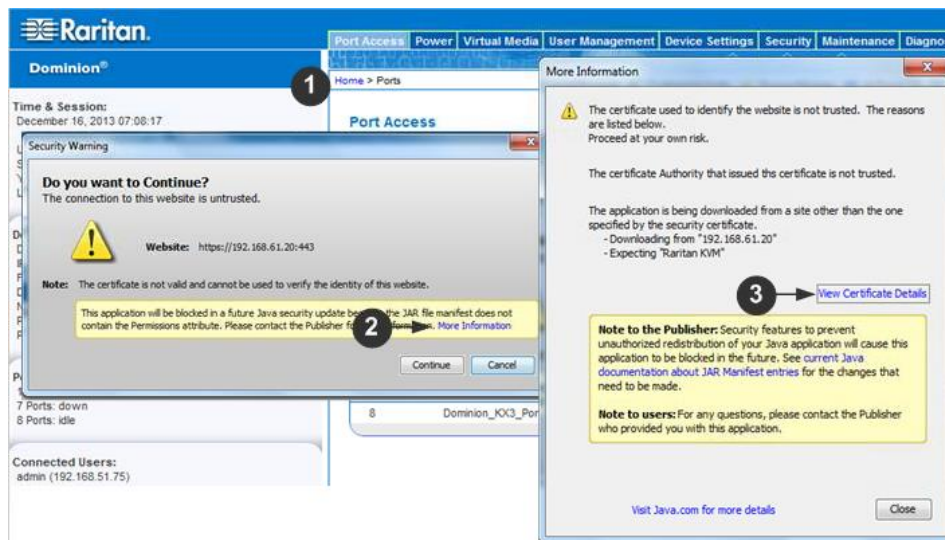 Raritan.
Dominion®
Port Access Power Virtual Media User Management Device Settings Security Maintenance Diagno
1
Home > Ports
Port Access
Time & Session:
December 16, 2013 07:08:17
Security Warning
Do you want to Continue?
The connection to this website is untrusted.
Website: https://192.168.61.20:443
Note: The certificate is not valid and cannot be used to verify the identity of this website.
This application will be blocked in a future Java security update the JAR file manifest does not
contain the Permissions attribute. Please contact the Publisher More Information
2
Continue
Cancel
7 Ports: down
8 Ports: idle
8 Dominion_KX3_Por
Connected Users:
admin (192.168.51.75)
More Information
The certificate used to identify the website is not trusted. The reasons
are listed below.
Proceed at your own risk.
The certificate Authority that issued ths certificate is not trusted.
The application is being downloaded from a site other than the one
specified by the security certificate.
- Downloading from "192.168.61.20"
- Expecting "Raritan KVM"
3
View Certificate Details
Note to the Publisher: Security features to prevent
unauthorized redistribution of your Java application will cause this
application to be blocked in the future. See current Java
documentation about JAR Manifest entries for the changes that
need to be made.
Note to users: For any questions, please contact the Publisher
who provided you with this application.
Visit Java.com for more details
Close